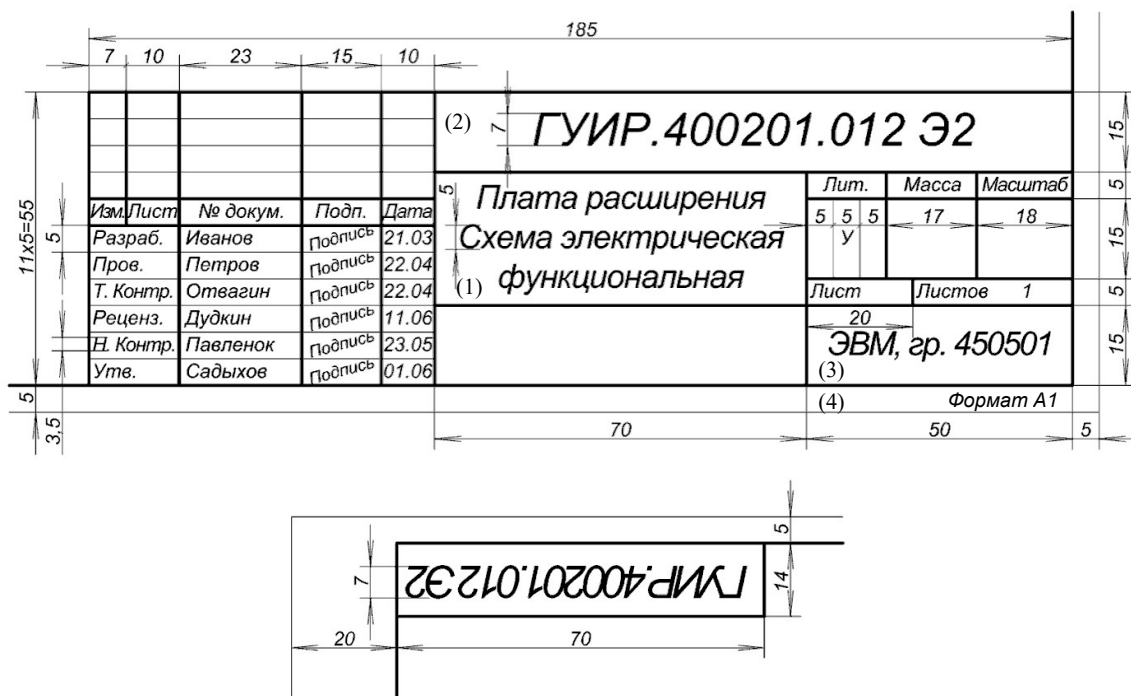 185
7 10 23 15 10
(2) 7 ГУИР.400201.012 Э2 15
Плата расширения
Схема электрическая
функциональная
(1) 5
Лит. Масса Масштаб 5
5 5 5 17 18 15
У
Лист Листов 1 5
20
ЭВМ, гр. 450501 15
(3)
11х5=55
5
Изм. Лист № докум. Подп. Дата
Разраб. Иванов Подпись 21.03
Пров. Петров Подпись 22.04
Т. Контр. Отвагин Подпись 22.04
Реценз. Дудкин Подпись 11.06
Н. Контр. Павленок Подпись 23.05
Утв. Садыхов Подпись 01.06
5 3,5
(4) Формат А1
70 50 5
5
7 ГУИР.400201.012 Э2 14
20 70